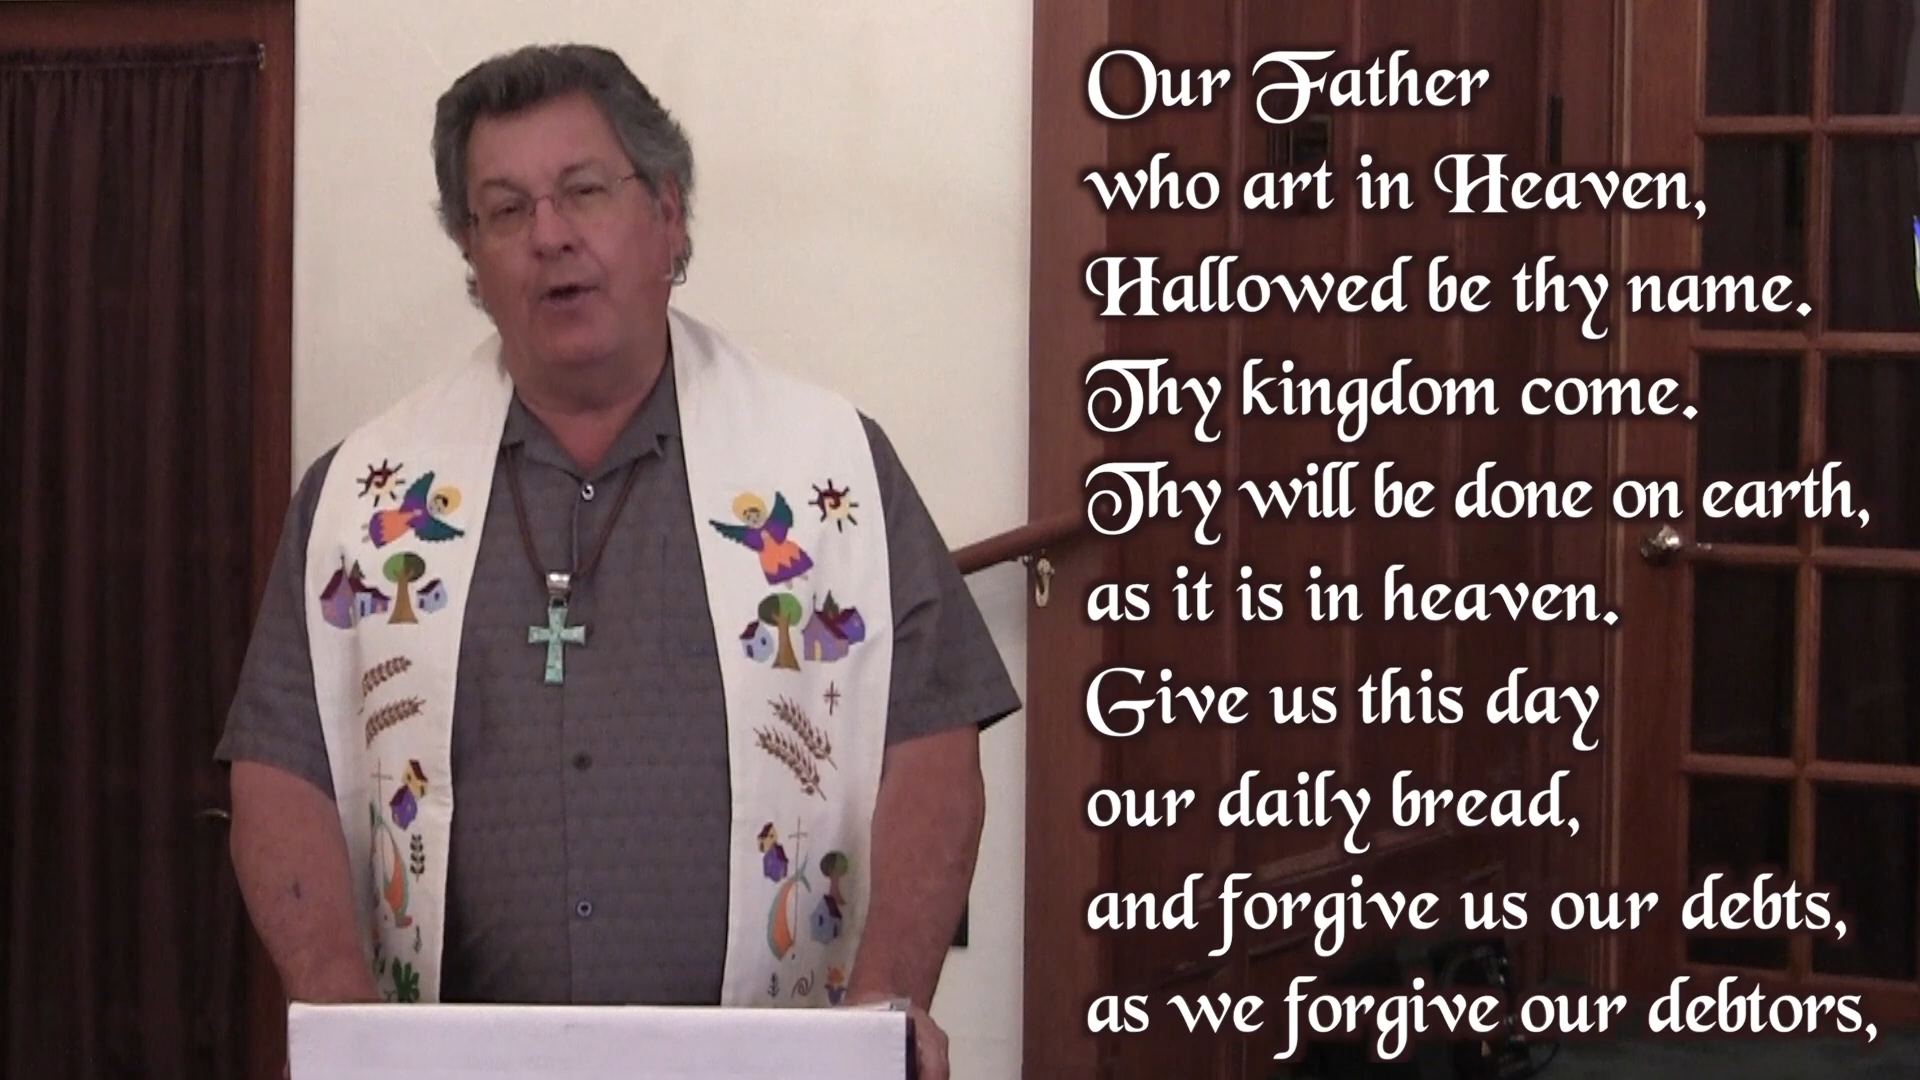 Our Father
who art in Heaven,
Hallowed be thy name.
Thy kingdom come.
Thy will be done on earth,
as it is in heaven.
Give us this day
our daily bread,
and forgive us our debts,
as we forgive our debtors,